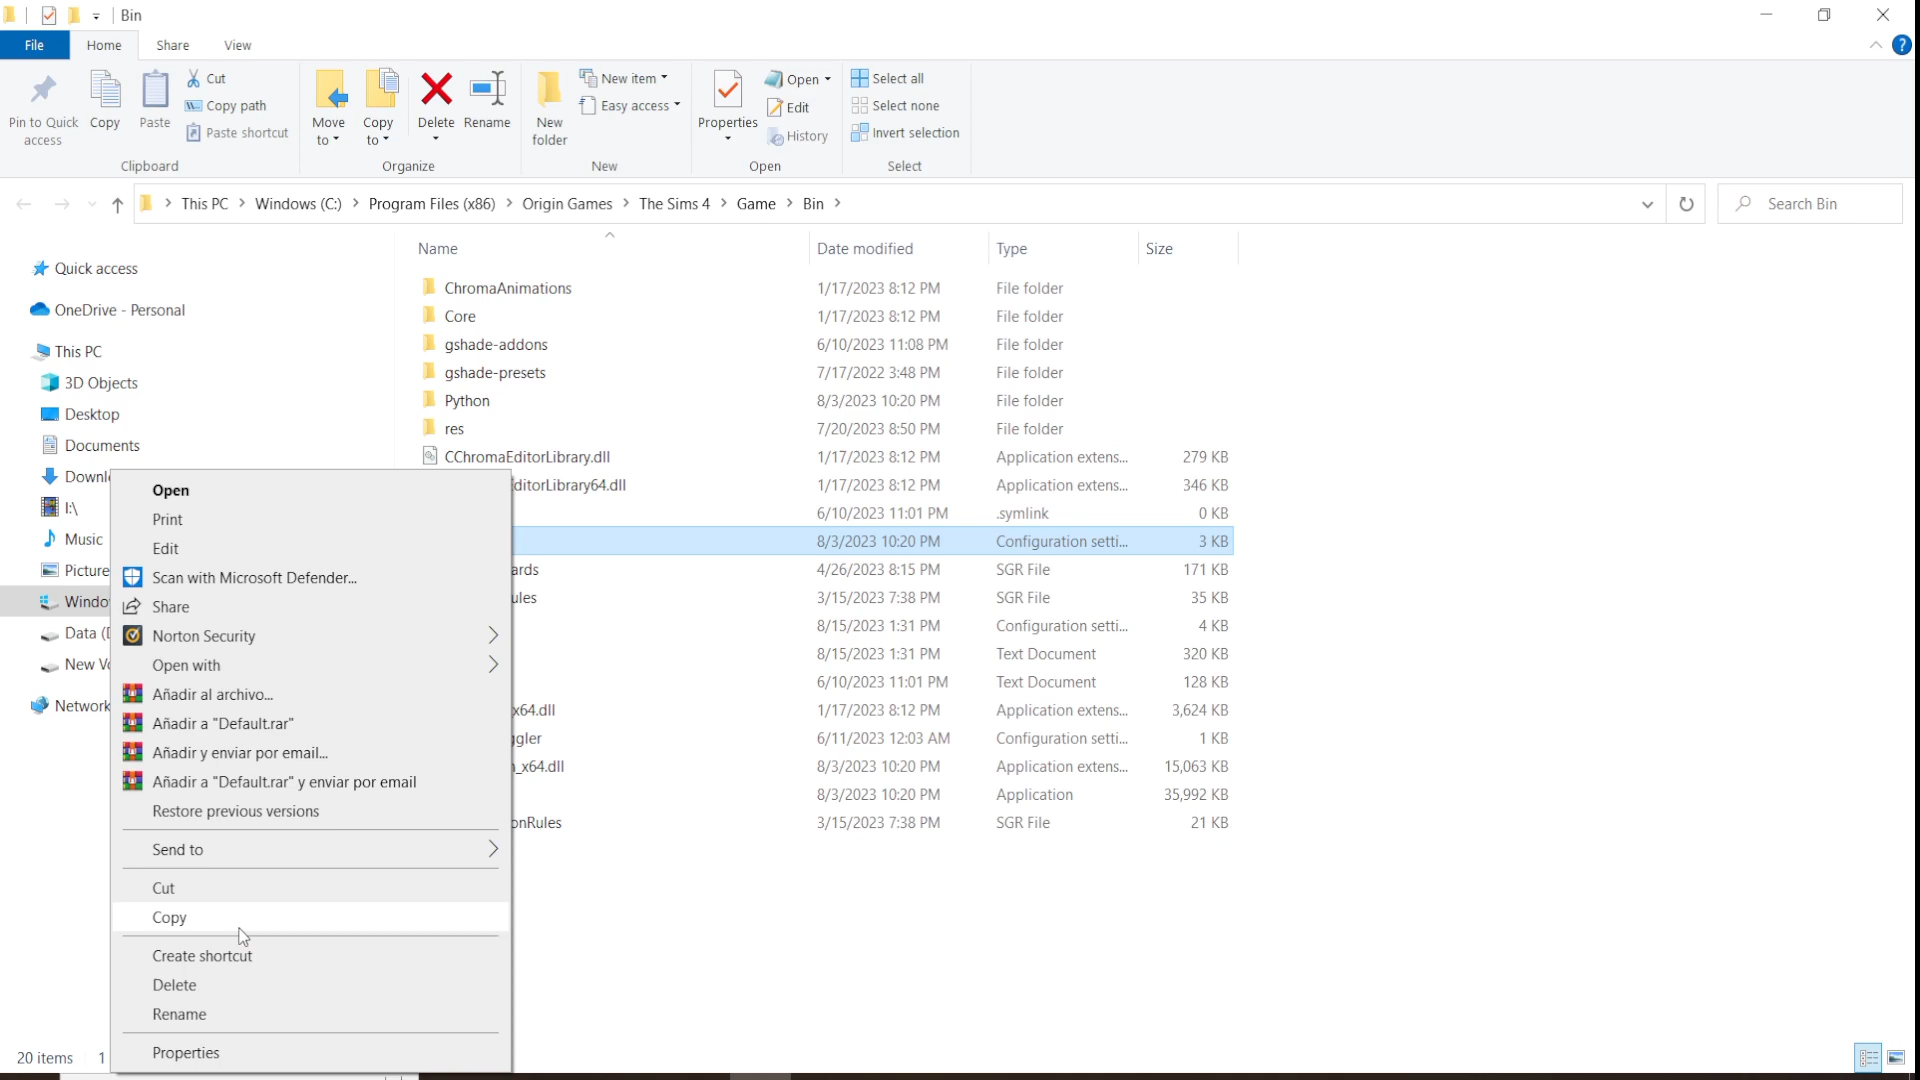 Bin
File Home Share View
Pin to Quick access
Copy
Paste
Cut
Copy path
Paste shortcut
Clipboard
Move to
Copy to
Delete
Rename
Organize
New folder
New item
Easy access
New
Properties
Open
Edit
History
Open
Select all
Select none
Invert selection
Select
This PC > Windows (C:) > Program Files (x86) > Origin Games > The Sims 4 > Game > Bin >
Search Bin
Quick access
OneDrive - Personal
This PC
3D Objects
Desktop
Documents
Downl
I:\
Music
Picture
Windo
Data (
New Vo
Network
Name Date modified Type Size
ChromaAnimations 1/17/2023 8:12 PM File folder
Core 1/17/2023 8:12 PM File folder
gshade-addons 6/10/2023 11:08 PM File folder
gshade-presets 7/17/2022 3:48 PM File folder
Python 8/3/2023 10:20 PM File folder
res 7/20/2023 8:50 PM File folder
CChromaEditorLibrary.dll 1/17/2023 8:12 PM Application extens... 279 KB
ditorLibrary64.dll 1/17/2023 8:12 PM Application extens... 346 KB
6/10/2023 11:01 PM .symlink 0 KB
8/3/2023 10:20 PM Configuration setti... 3 KB
ards 4/26/2023 8:15 PM SGR File 171 KB
ules 3/15/2023 7:38 PM SGR File 35 KB
8/15/2023 1:31 PM Configuration setti... 4 KB
8/15/2023 1:31 PM Text Document 320 KB
6/10/2023 11:01 PM Text Document 128 KB
x64.dll 1/17/2023 8:12 PM Application extens... 3,624 KB
ggler 6/11/2023 12:03 AM Configuration setti... 1 KB
_x64.dll 8/3/2023 10:20 PM Application extens... 15,063 KB
8/3/2023 10:20 PM Application 35,992 KB
onRules 3/15/2023 7:38 PM SGR File 21 KB
Open
Print
Edit
Scan with Microsoft Defender...
Share
Norton Security
Open with
Añadir al archivo...
Añadir a "Default.rar"
Añadir y enviar por email...
Añadir a "Default.rar" y enviar por email
Restore previous versions
Send to
Cut
Copy
Create shortcut
Delete
Rename
Properties
20 items 1